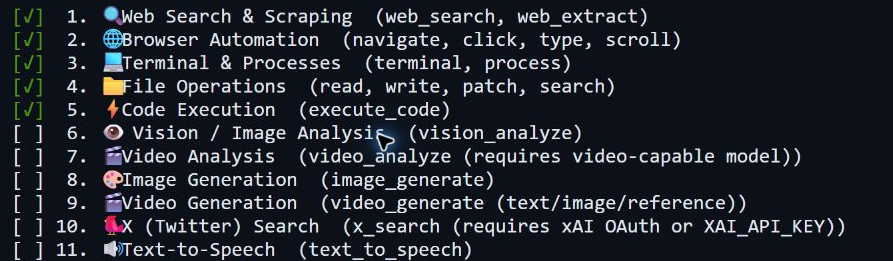 [✓] 1. 🔍Web Search & Scraping (web_search, web_extract)
[✓] 2. 🌐Browser Automation (navigate, click, type, scroll)
[✓] 3. 💻Terminal & Processes (terminal, process)
[✓] 4. 📁File Operations (read, write, patch, search)
[✓] 5. ⚡Code Execution (execute_code)
[ ] 6. 👁️ Vision / Image Analysis (vision_analyze)
[ ] 7. 🎬Video Analysis (video_analyze (requires video-capable model))
[ ] 8. 🎨Image Generation (image_generate)
[ ] 9. 🎬Video Generation (video_generate (text/image/reference))
[ ] 10. 🐦X (Twitter) Search (x_search (requires xAI OAuth or XAI_API_KEY))
[ ] 11. 🔊Text-to-Speech (text_to_speech)